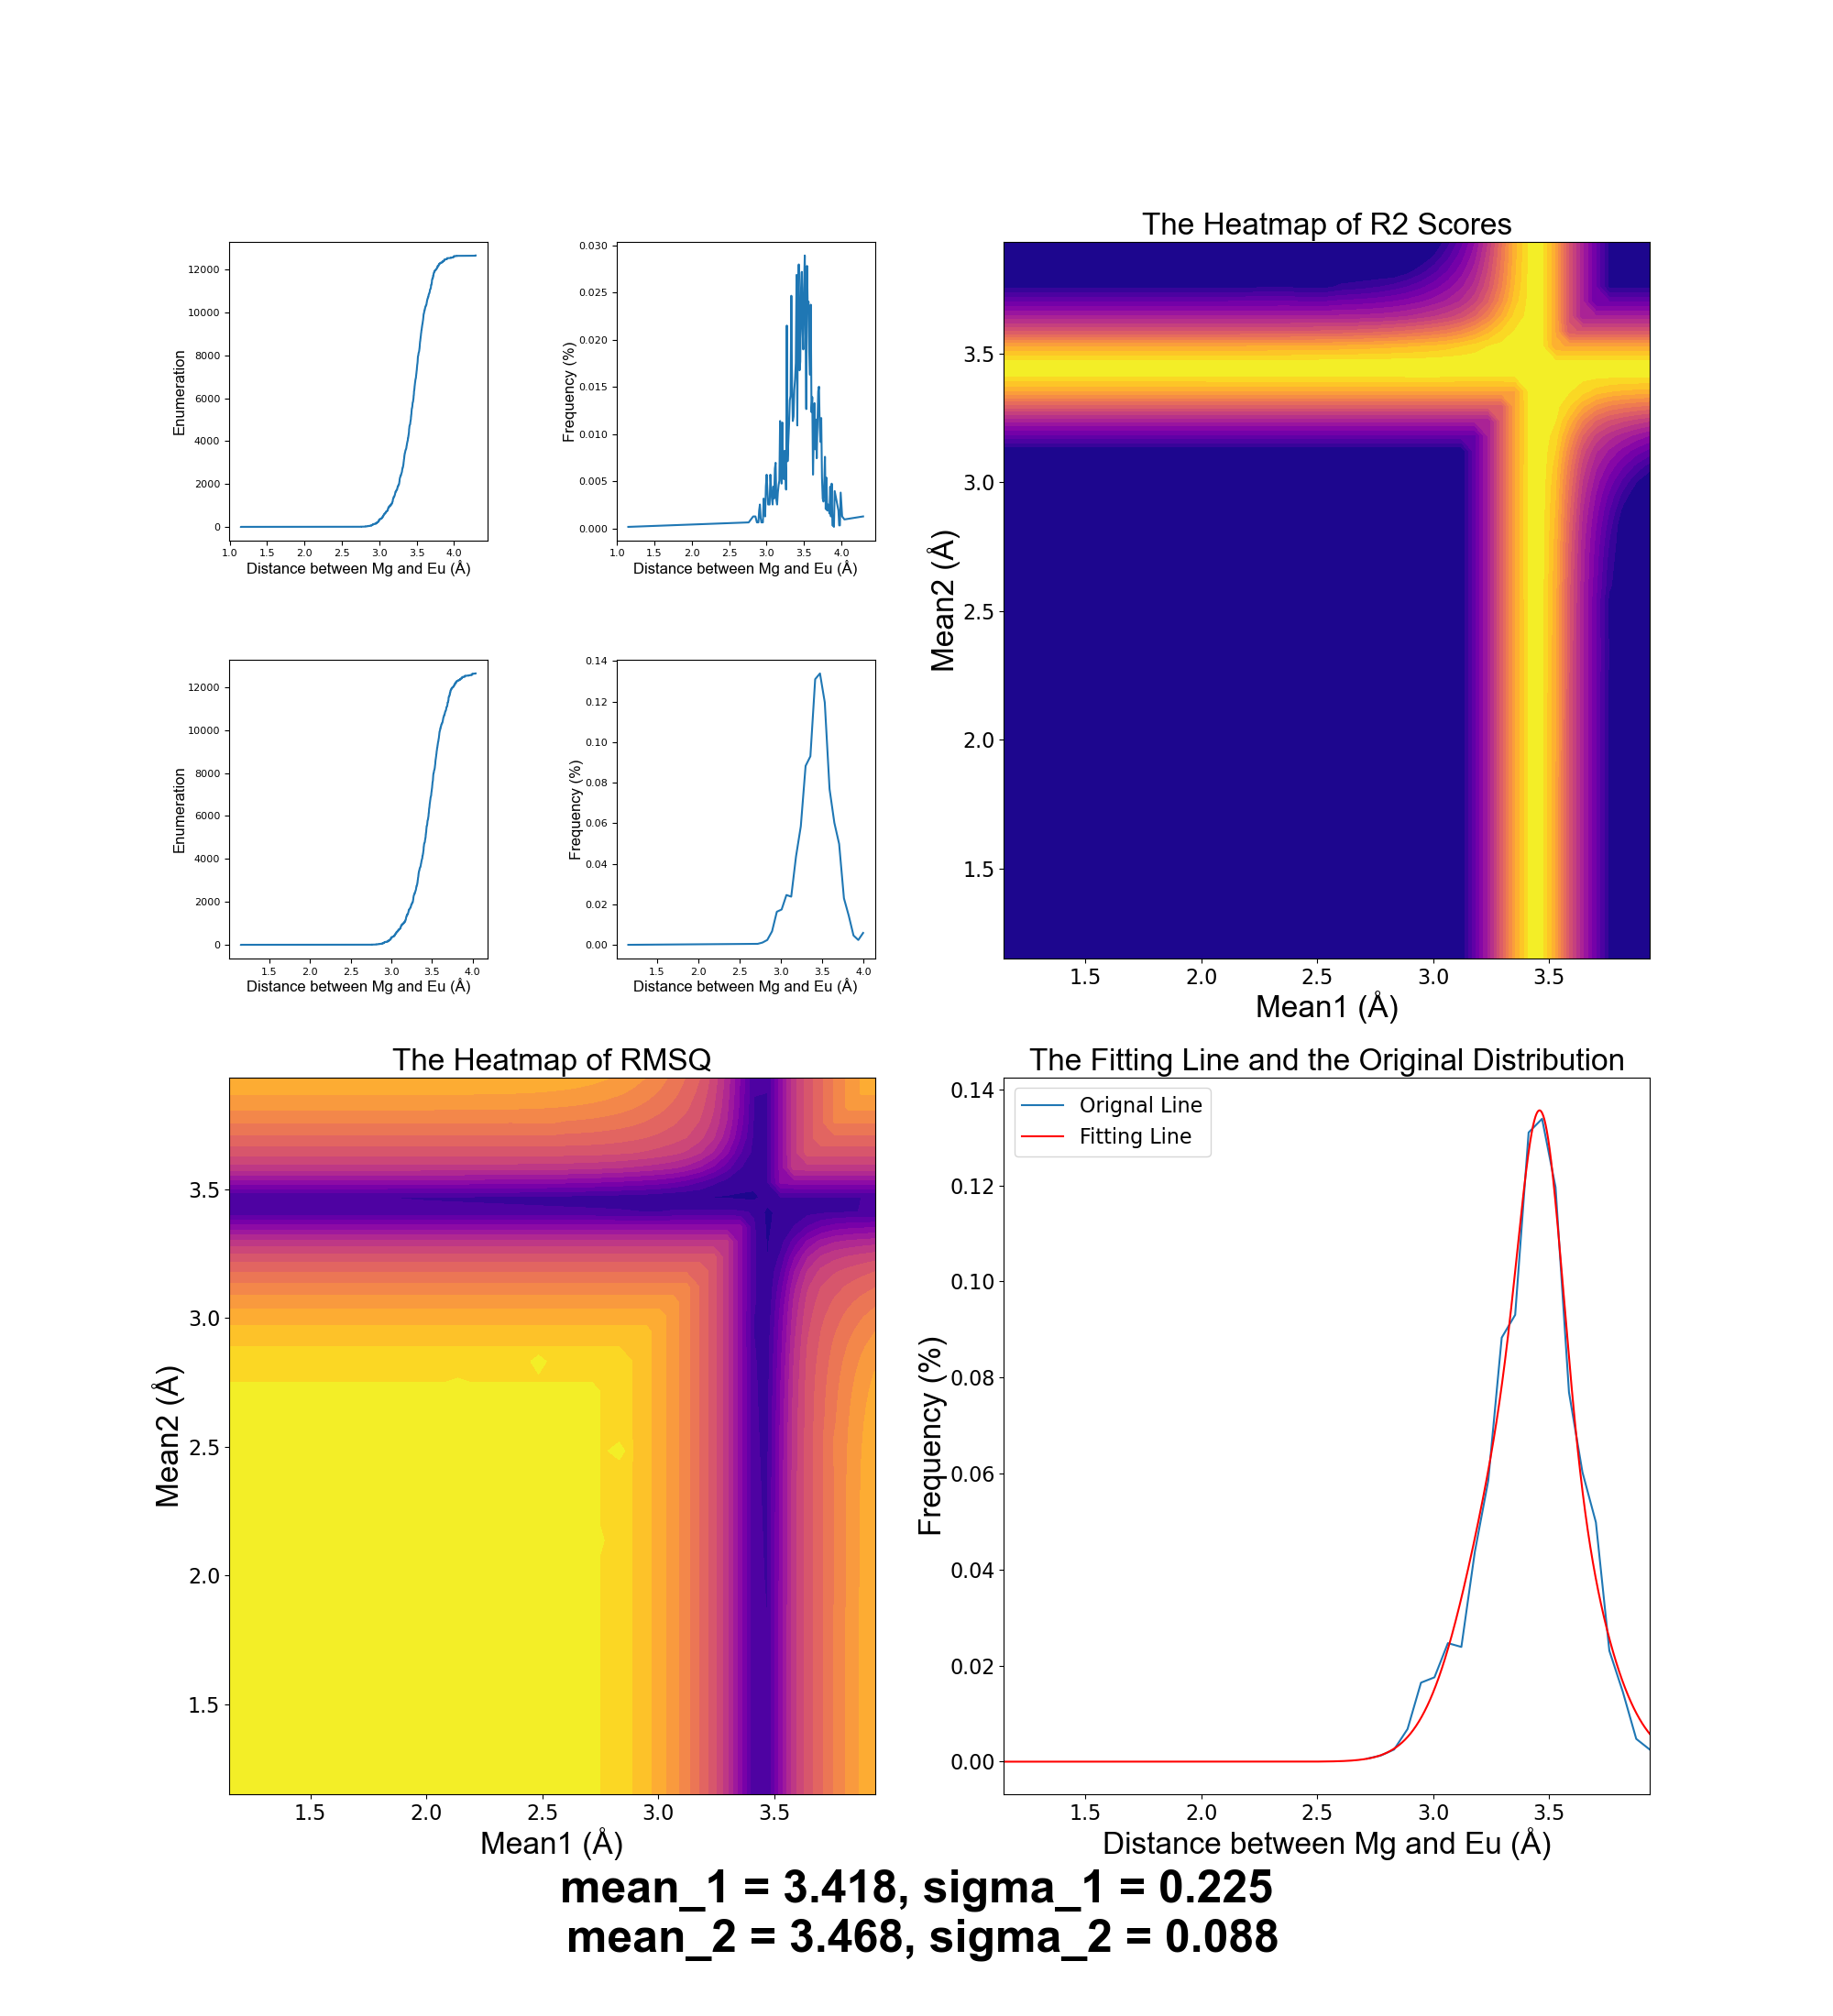 Enumeration
12000
10000
8000
6000
4000
2000
0
1.0 1.5 2.0 2.5 3.0 3.5 4.0
Distance between Mg and Eu (Å)
Frequency (%)
0.030
0.025
0.020
0.015
0.010
0.005
0.000
1.0 1.5 2.0 2.5 3.0 3.5 4.0
Distance between Mg and Eu (Å)
The Heatmap of R2 Scores
Mean2 (Å)
3.5
3.0
2.5
2.0
1.5
1.5 2.0 2.5 3.0 3.5
Mean1 (Å)
Enumeration
12000
10000
8000
6000
4000
2000
0
1.5 2.0 2.5 3.0 3.5 4.0
Distance between Mg and Eu (Å)
Frequency (%)
0.14
0.12
0.10
0.08
0.06
0.04
0.02
0.00
1.5 2.0 2.5 3.0 3.5 4.0
Distance between Mg and Eu (Å)
The Heatmap of RMSQ
Mean2 (Å)
3.5
3.0
2.5
2.0
1.5
1.5 2.0 2.5 3.0 3.5
Mean1 (Å)
The Fitting Line and the Original Distribution
Orignal Line
Fitting Line
Frequency (%)
0.14
0.12
0.10
0.08
0.06
0.04
0.02
0.00
1.5 2.0 2.5 3.0 3.5
Distance between Mg and Eu (Å)
mean_1 = 3.418, sigma_1 = 0.225
mean_2 = 3.468, sigma_2 = 0.088